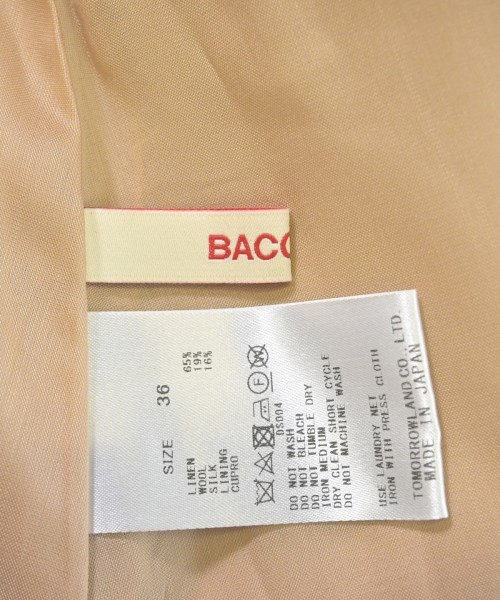 BACC
SIZE 36
LINEN 65%
WOOL 19%
SILK 16%
LINING
CUPRO
DS004
DO NOT WASH
DO NOT BLEACH
DO NOT TUMBLE DRY
IRON MEDIUM
DRY CLEAN SHORT CYCLE
DO NOT MACHINE WASH
USE LAUNDRY NET
IRON WITH PRESS CLOTH
TOMORROWLAND CO., LTD.
MADE IN JAPAN